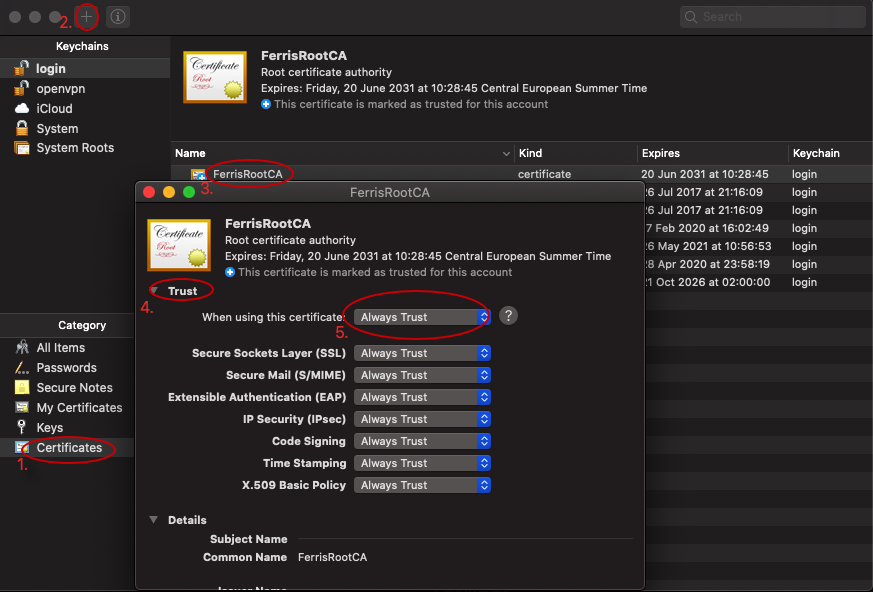 2.
Search
Keychains
login
openvpn
iCloud
System
System Roots
Certificate
Root
FerrisRootCA
Root certificate authority
Expires: Friday, 20 June 2031 at 10:28:45 Central European Summer Time
This certificate is marked as trusted for this account
Name Kind Expires Keychain
FerrisRootCA certificate 20 Jun 2031 at 10:28:45 login
3.
26 Jul 2017 at 21:16:09 login
26 Jul 2017 at 21:16:09 login
7 Feb 2020 at 16:02:49 login
26 May 2021 at 10:56:53 login
28 Apr 2020 at 23:58:19 login
21 Oct 2026 at 02:00:00 login
FerrisRootCA
Certificate
Root
FerrisRootCA
Root certificate authority
Expires: Friday, 20 June 2031 at 10:28:45 Central European Summer Time
This certificate is marked as trusted for this account
4.
Trust
When using this certificate: Always Trust ?
5.
Secure Sockets Layer (SSL) Always Trust
Secure Mail (S/MIME) Always Trust
Extensible Authentication (EAP) Always Trust
IP Security (IPsec) Always Trust
Code Signing Always Trust
Time Stamping Always Trust
X.509 Basic Policy Always Trust
Details
Subject Name
Common Name FerrisRootCA
Issuer Name
Category
All Items
Passwords
Secure Notes
My Certificates
Keys
Certificates
1.